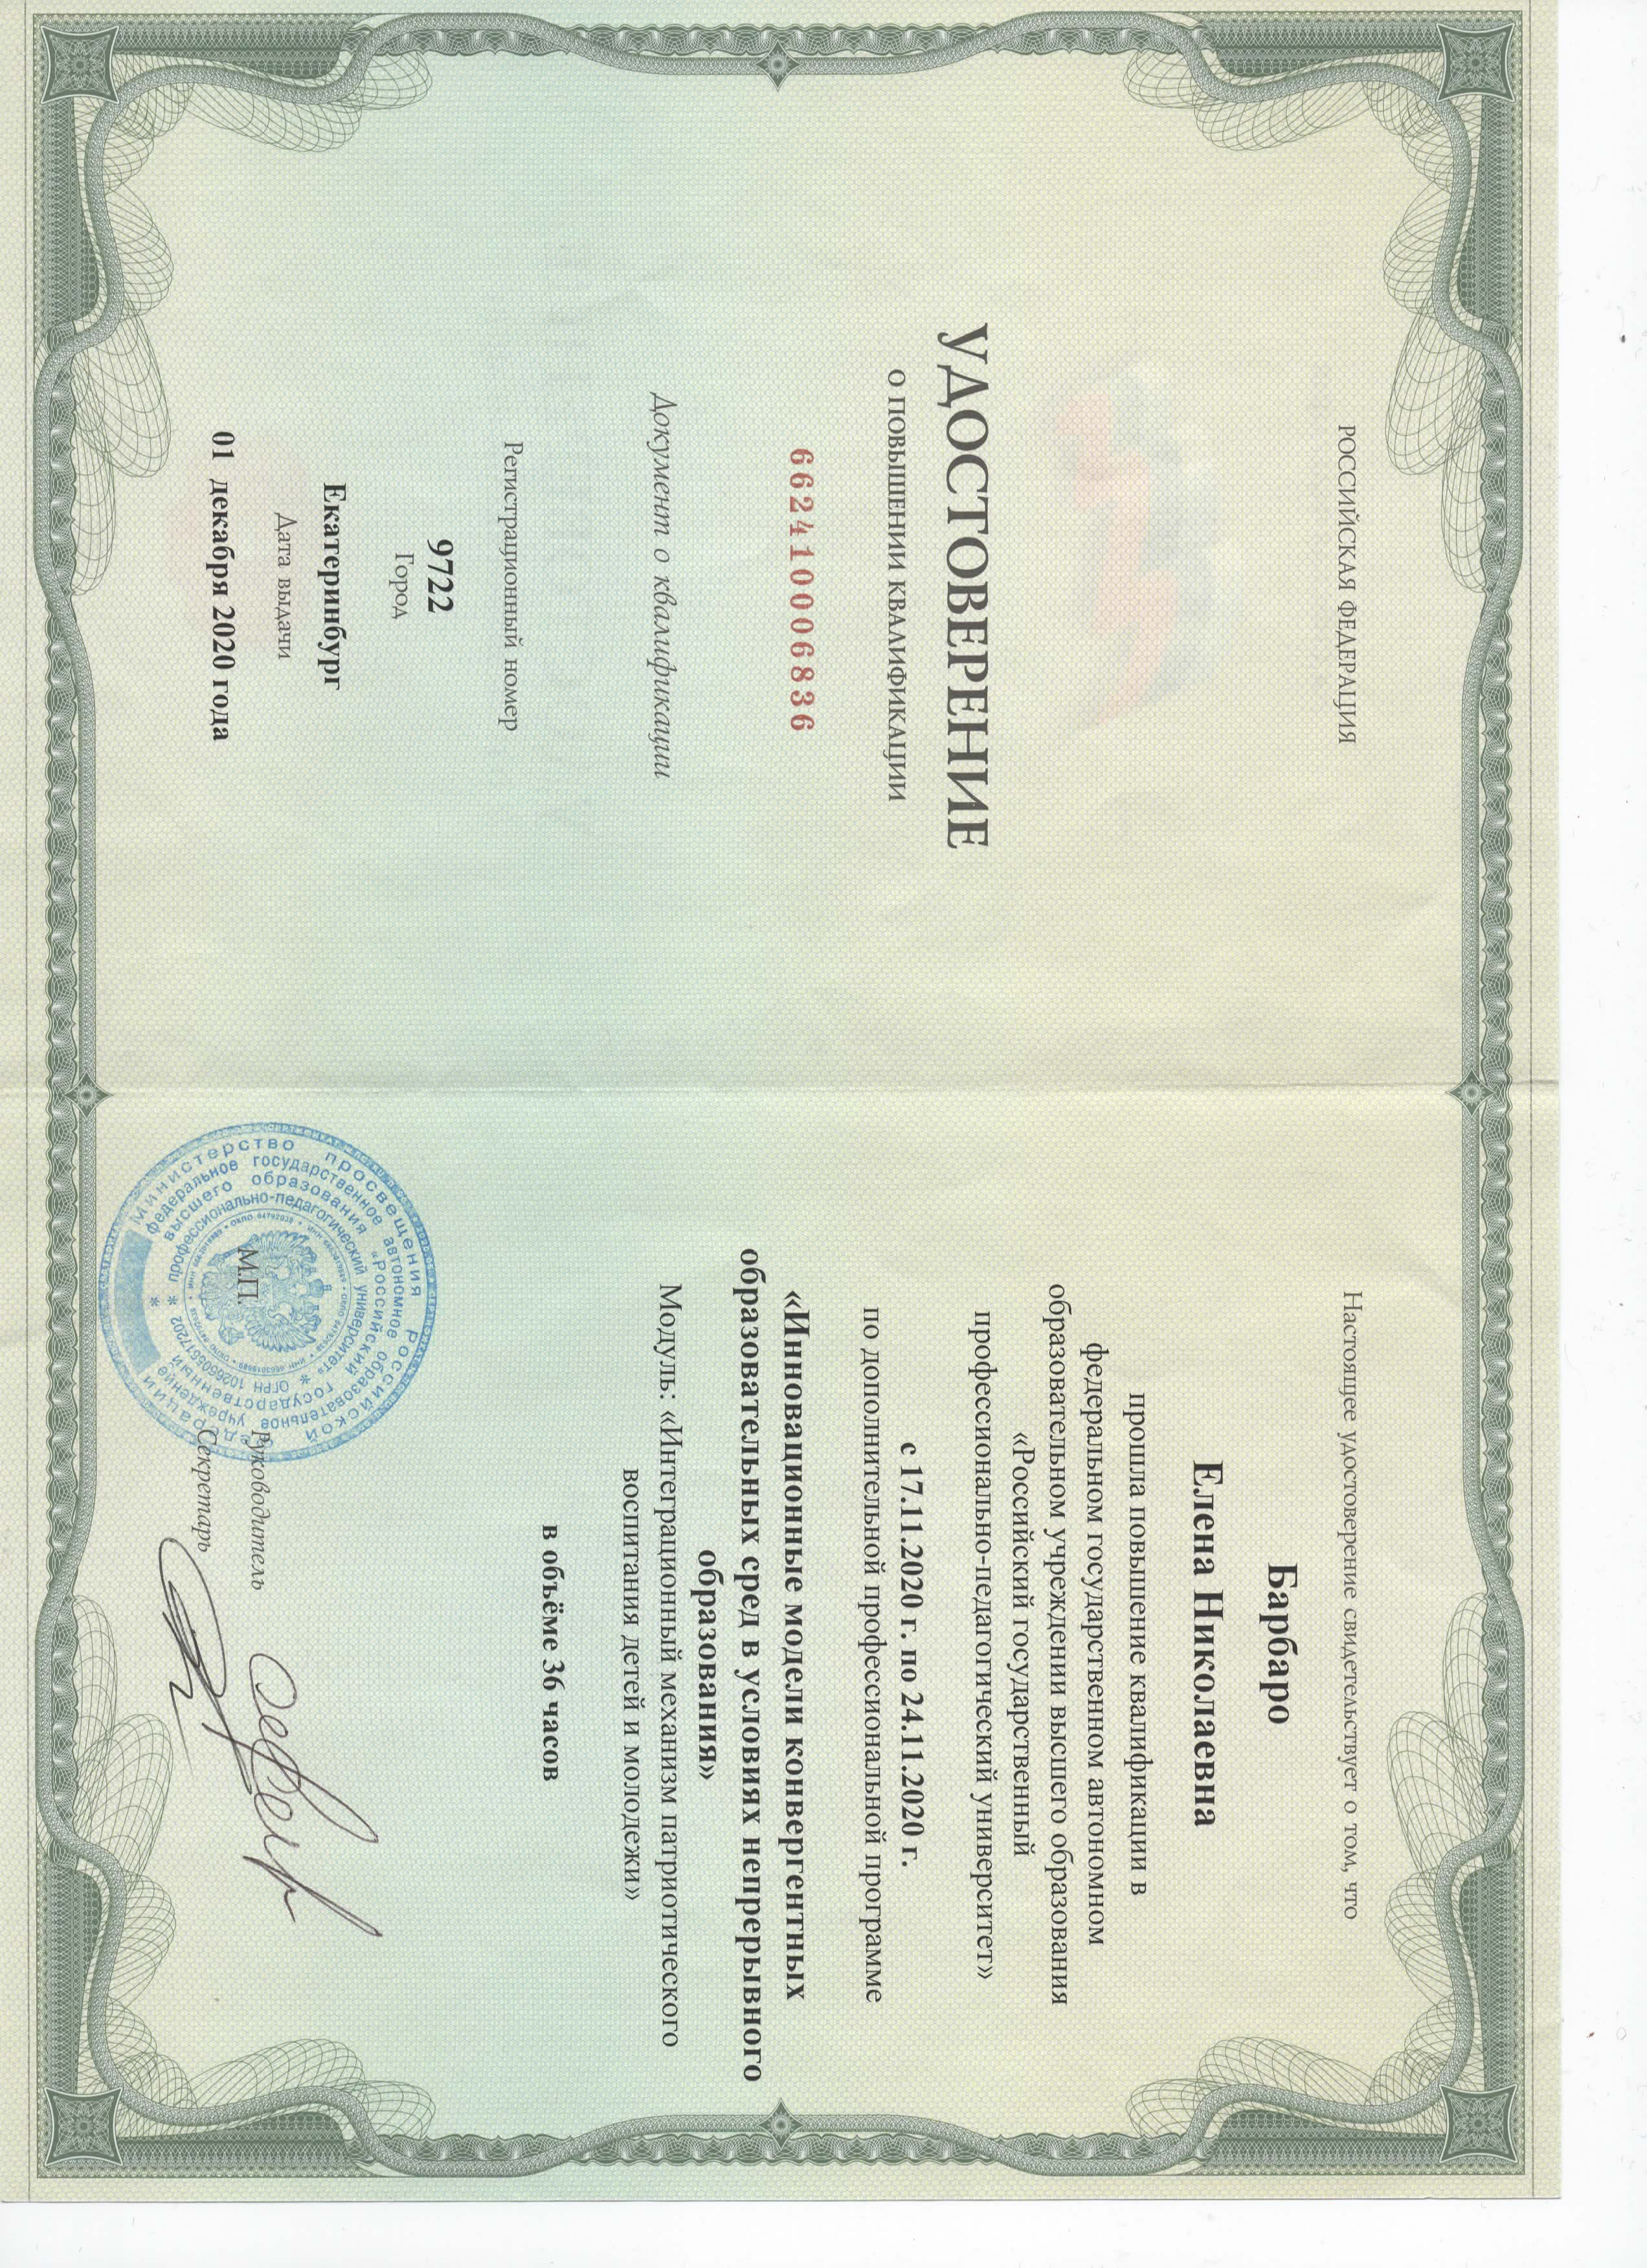 РОССИЙСКАЯ ФЕДЕРАЦИЯ
УДОСТОВЕРЕНИЕ
О ПОВЫШЕНИИ КВАЛИФИКАЦИИ
662410006836
Документ о квалификации
Регистрационный номер
9722
Город
Екатеринбург
Дата выдачи
01 декабря 2020 года
Настоящее удостоверение свидетельствует о том, что
Барбаро
Елена Николаевна
прошла повышение квалификации в
федеральном государственном автономном
образовательном учреждении высшего образования
«Российский государственный
профессионально-педагогический университет»
с 17.11.2020 г. по 24.11.2020 г.
по дополнительной профессиональной программе
«Инновационные модели конвергентных
образовательных сред в условиях непрерывного
образования»
Модуль: «Интеграционный механизм патриотического
воспитания детей и молодежи»
в объёме 36 часов
Руководитель
М.П.
Секретарь
Министерство просвещения Российской Федерации
федеральное государственное автономное образовательное учреждение
высшего образования «Российский государственный
профессионально-педагогический университет» * ОГРН 1026605517202 *